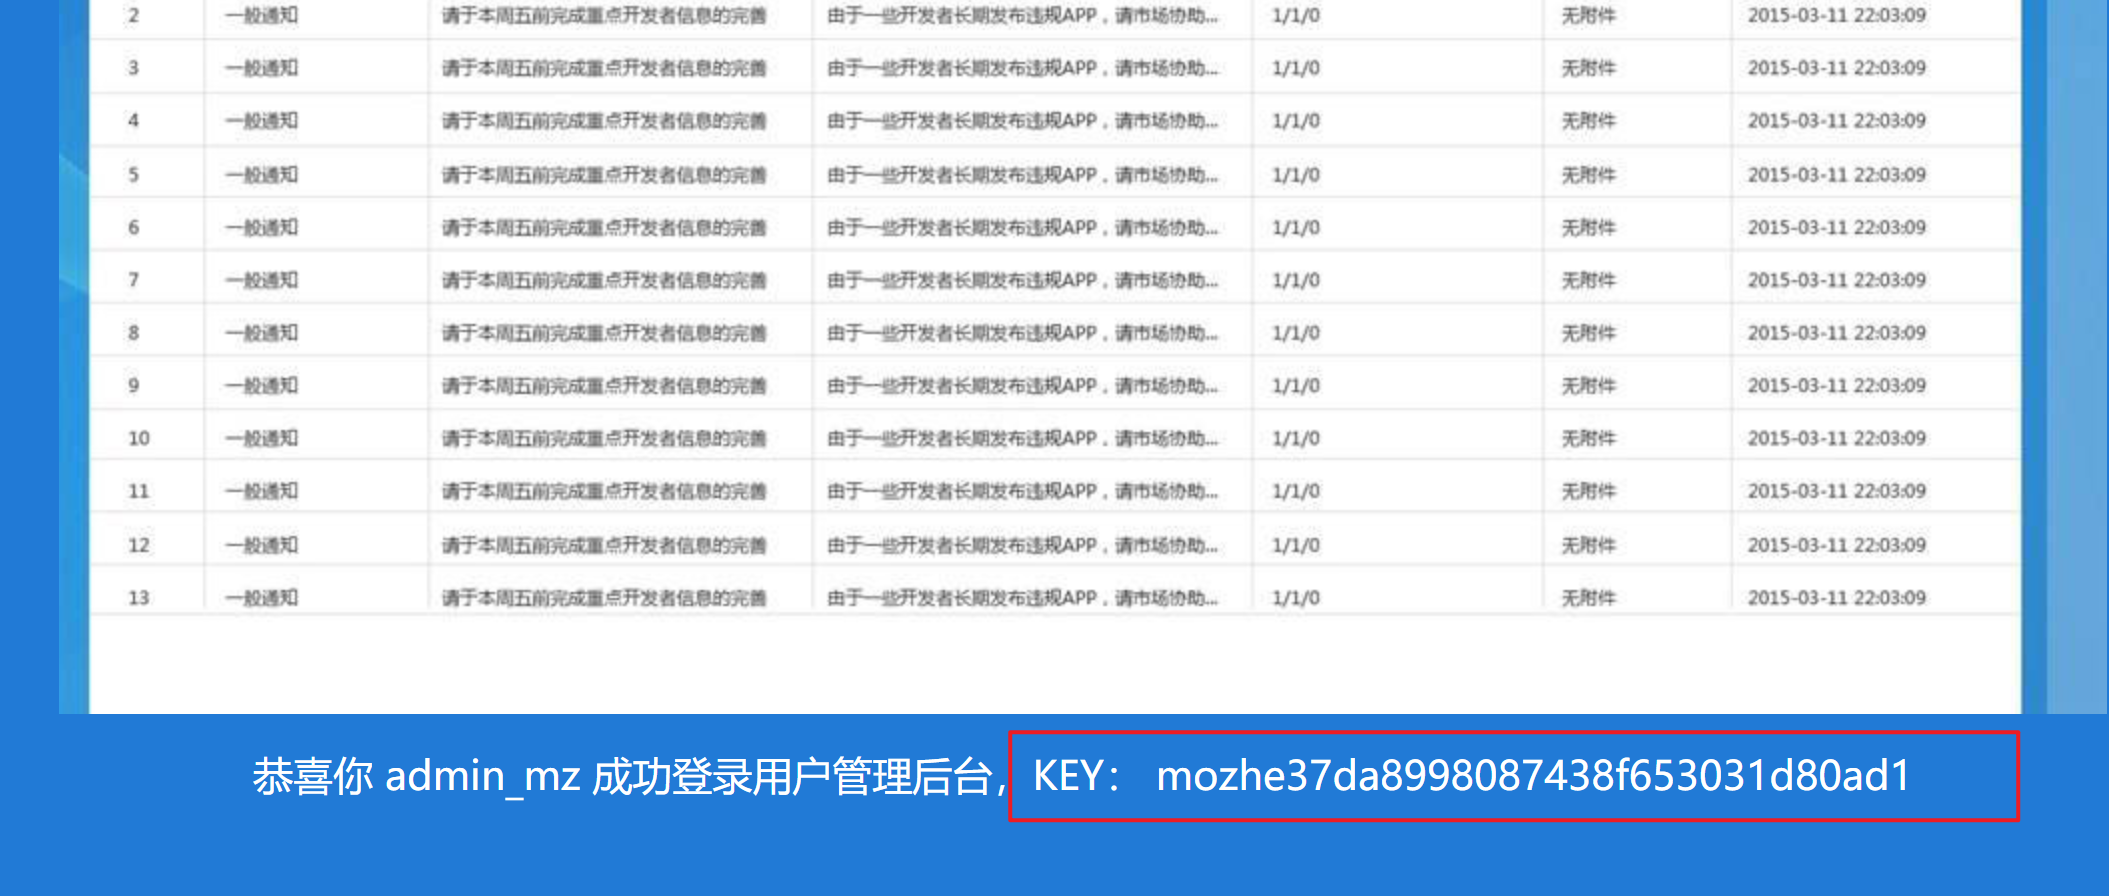 2 一般通知 请于本周五前完成重点开发者信息的完善 由于一些开发者长期发布违规APP，请市场协助... 1/1/0 无附件 2015-03-11 22:03:09
3 一般通知 请于本周五前完成重点开发者信息的完善 由于一些开发者长期发布违规APP，请市场协助... 1/1/0 无附件 2015-03-11 22:03:09
4 一般通知 请于本周五前完成重点开发者信息的完善 由于一些开发者长期发布违规APP，请市场协助... 1/1/0 无附件 2015-03-11 22:03:09
5 一般通知 请于本周五前完成重点开发者信息的完善 由于一些开发者长期发布违规APP，请市场协助... 1/1/0 无附件 2015-03-11 22:03:09
6 一般通知 请于本周五前完成重点开发者信息的完善 由于一些开发者长期发布违规APP，请市场协助... 1/1/0 无附件 2015-03-11 22:03:09
7 一般通知 请于本周五前完成重点开发者信息的完善 由于一些开发者长期发布违规APP，请市场协助... 1/1/0 无附件 2015-03-11 22:03:09
8 一般通知 请于本周五前完成重点开发者信息的完善 由于一些开发者长期发布违规APP，请市场协助... 1/1/0 无附件 2015-03-11 22:03:09
9 一般通知 请于本周五前完成重点开发者信息的完善 由于一些开发者长期发布违规APP，请市场协助... 1/1/0 无附件 2015-03-11 22:03:09
10 一般通知 请于本周五前完成重点开发者信息的完善 由于一些开发者长期发布违规APP，请市场协助... 1/1/0 无附件 2015-03-11 22:03:09
11 一般通知 请于本周五前完成重点开发者信息的完善 由于一些开发者长期发布违规APP，请市场协助... 1/1/0 无附件 2015-03-11 22:03:09
12 一般通知 请于本周五前完成重点开发者信息的完善 由于一些开发者长期发布违规APP，请市场协助... 1/1/0 无附件 2015-03-11 22:03:09
13 一般通知 请于本周五前完成重点开发者信息的完善 由于一些开发者长期发布违规APP，请市场协助... 1/1/0 无附件 2015-03-11 22:03:09
恭喜你 admin_mz 成功登录用户管理后台，KEY： mozhe37da8998087438f653031d80ad1